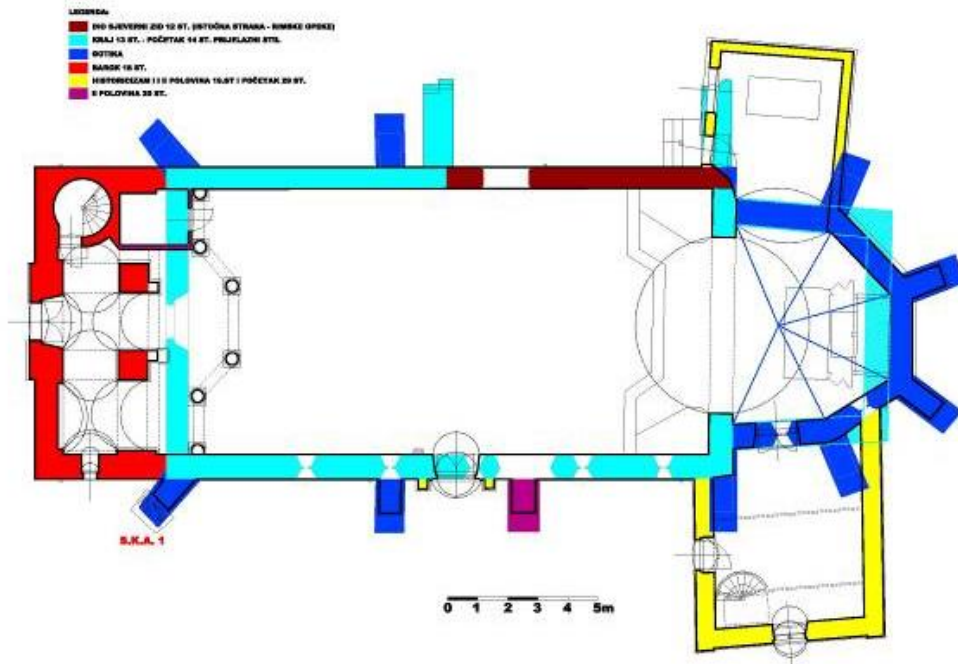 LEGENDA:
DIO SJEVERNI ZID 12 ST. (ISTOČNA STRANA - RIMSKE OPEKE)
KRAJ 13 ST. - POČETAK 14 ST. PRIJELAZNI STIL
GOTIKA
BAROK 18 ST.
HISTORICIZAM I II POLOVINA 19.ST I POČETAK 20 ST.
II POLOVINA 20 ST.
S.K.A. 1
0 1 2 3 4 5m